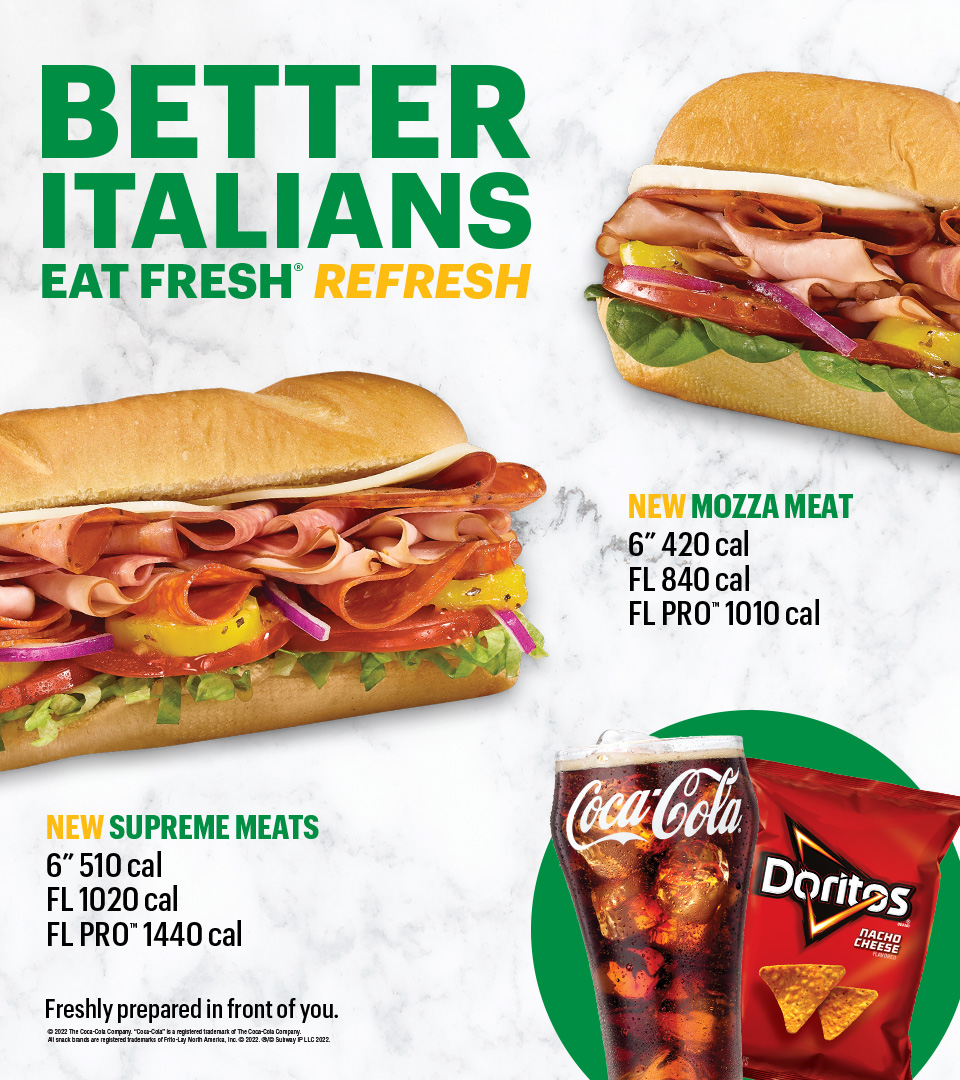 BETTER
ITALIANS
EAT FRESH® REFRESH
NEW MOZZA MEAT
6″ 420 cal
FL 840 cal
FL PRO™ 1010 cal
NEW SUPREME MEATS
6″ 510 cal
FL 1020 cal
FL PRO™ 1440 cal
Coca-Cola
Doritos
NACHO
CHEESE
FLAVORED
Freshly prepared in front of you.
© 2022 The Coca-Cola Company. “Coca-Cola” is a registered trademark of The Coca-Cola Company.
All snack brands are registered trademarks of Frito-Lay North America, Inc. © 2022. ®/© Subway IP LLC 2022.